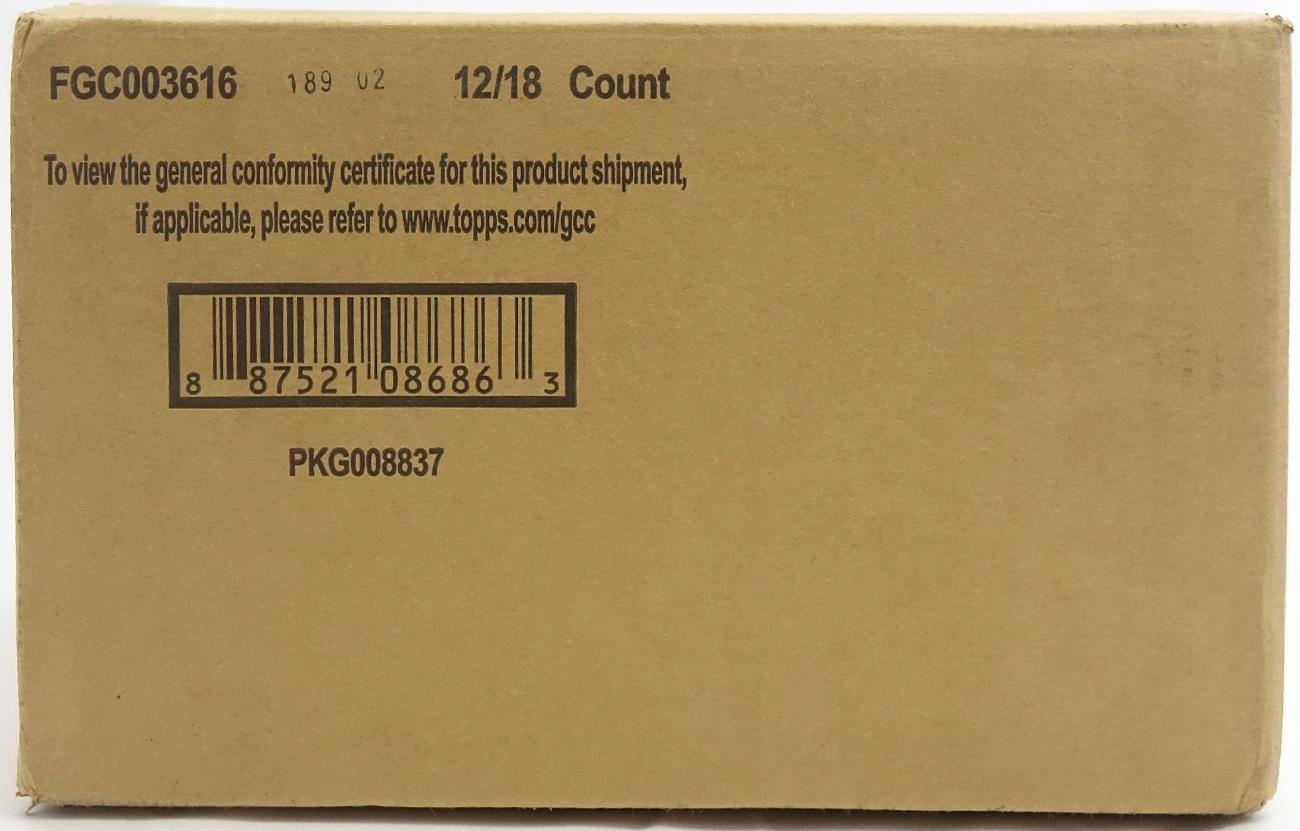 FGC003616 189 02 12/18 Count
To view the general conformity certificate for this product shipment,
if applicable, please refer to www.topps.com/gcc
8 87521 08686 3
PKG008837